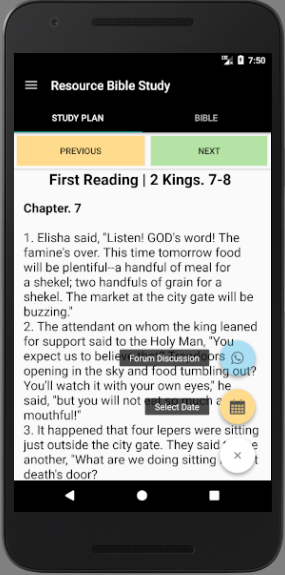 7:50
Resource Bible Study
STUDY PLAN BIBLE
PREVIOUS NEXT
First Reading | 2 Kings. 7-8
Chapter. 7
1. Elisha said, "Listen! GOD's word! The
famine's over. This time tomorrow food
will be plentiful--a handful of meal for
a shekel; two handfuls of grain for a
shekel. The market at the city gate will be
buzzing."
2. The attendant on whom the king leaned
for support said to the Holy Man, "You
expect us to
Forum Discussion
opening in the sky and food tumbling out?
You'll watch it with your own eyes," he
said, "but you will not
Select Date
mouthful!"
3. It happened that four lepers were sitting
just outside the city gate. They said
another, "What are we doing sitting
death's door?